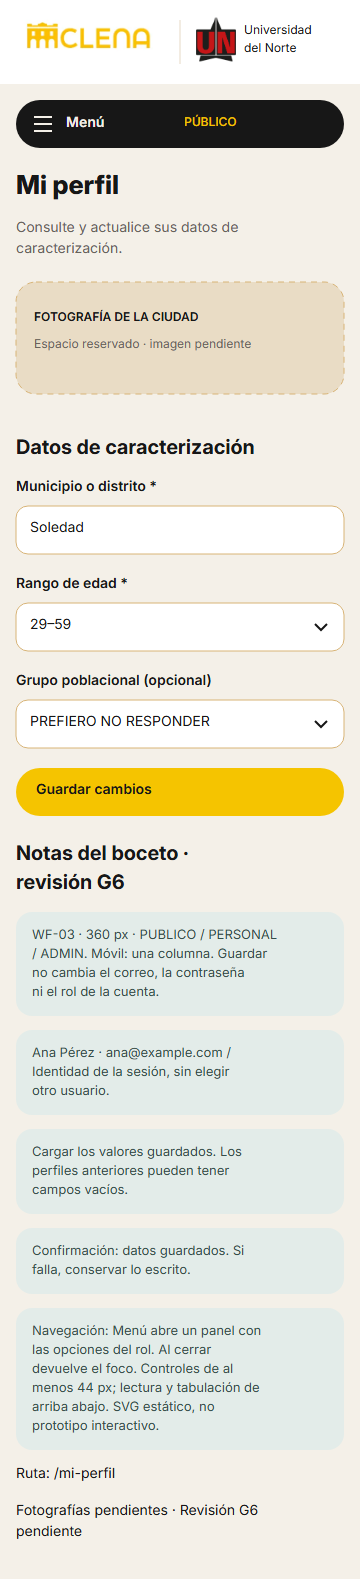 CLENA
UN
Universidad
del Norte
Menú
PÚBLICO
Mi perfil
Consulte y actualice sus datos de
caracterización.
FOTOGRAFÍA DE LA CIUDAD
Espacio reservado · imagen pendiente
Datos de caracterización
Municipio o distrito *
Soledad
Rango de edad *
29–59
Grupo poblacional (opcional)
PREFIERO NO RESPONDER
Guardar cambios
Notas del boceto ·
revisión G6
WF-03 · 360 px · PUBLICO / PERSONAL
/ ADMIN. Móvil: una columna. Guardar
no cambia el correo, la contraseña
ni el rol de la cuenta.
Ana Pérez · ana@example.com /
Identidad de la sesión, sin elegir
otro usuario.
Cargar los valores guardados. Los
perfiles anteriores pueden tener
campos vacíos.
Confirmación: datos guardados. Si
falla, conservar lo escrito.
Navegación: Menú abre un panel con
las opciones del rol. Al cerrar
devuelve el foco. Controles de al
menos 44 px; lectura y tabulación de
arriba abajo. SVG estático, no
prototipo interactivo.
Ruta: /mi-perfil
Fotografías pendientes · Revisión G6
pendiente